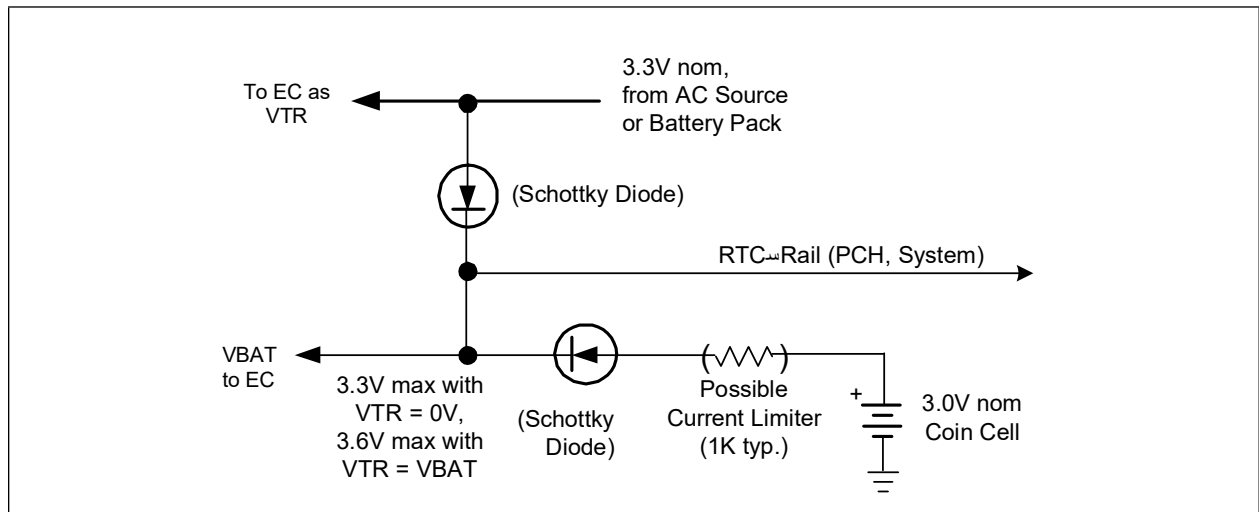 3.3V nom,
from AC Source
or Battery Pack
To EC as
VTR
(Schottky Diode)
RTCسRail (PCH, System)
VBAT
to EC
3.3V max with
VTR = 0V,
3.6V max with
VTR = VBAT
(Schottky
Diode)
( )
Possible
Current Limiter
(1K typ.)
+
3.0V nom
Coin Cell